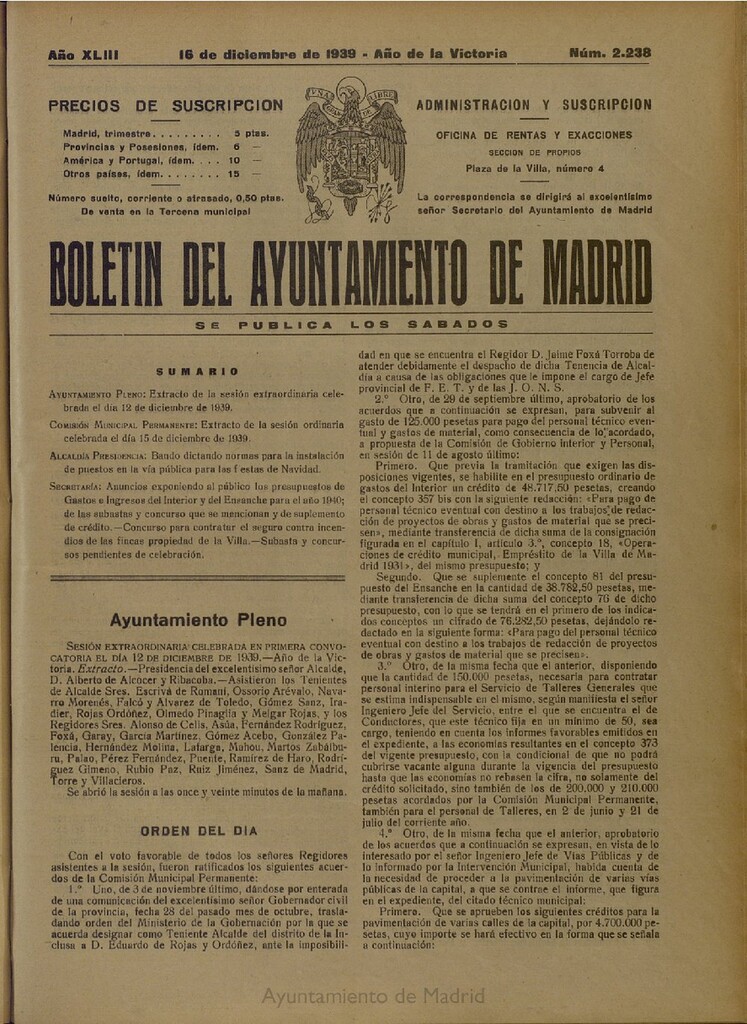 Año XLIII 16 de diciembre de 1939 - Año de la Victoria Núm. 2.238
PRECIOS DE SUSCRIPCION
Madrid, trimestre . . . . . . . . . 5 ptas.
Provincias y Posesiones, ídem. 6 —
América y Portugal, ídem. . . . 10 —
Otros países, ídem. . . . . . . . 15 —
Número suelto, corriente o atrasado, 0,50 ptas.
De venta en la Tercena municipal
ADMINISTRACION Y SUSCRIPCION
OFICINA DE RENTAS Y EXACCIONES
SECCION DE PROPIOS
Plaza de la Villa, número 4
La correspondencia se dirigirá al excelentísimo
señor Secretario del Ayuntamiento de Madrid
BOLETIN DEL AYUNTAMIENTO DE MADRID
SE PUBLICA LOS SABADOS
SUMARIO
AYUNTAMIENTO PLENO: Extracto de la sesión extraordinaria cele-
brada el día 12 de diciembre de 1939.
COMISIÓN MUNICIPAL PERMANENTE: Extracto de la sesión ordinaria
celebrada el día 15 de diciembre de 1939.
ALCALDÍA PRESIDENCIA: Bando dictando normas para la instalación
de puestos en la vía pública para las fiestas de Navidad.
SECRETARÍA: Anuncios exponiendo al público los presupuestos de
Gastos e Ingresos del Interior y del Ensanche para el año 1940;
de las subastas y concurso que se mencionan y de suplemento
de crédito.—Concurso para contratar el seguro contra incen-
dios de las fincas propiedad de la Villa.—Subasta y concur-
sos pendientes de celebración.
Ayuntamiento Pleno
SESIÓN EXTRAORDINARIA CELEBRADA EN PRIMERA CONVO-
CATORIA EL DÍA 12 DE DICIEMBRE DE 1939.—Año de la Vic-
toria. Extracto.—Presidencia del excelentísimo señor Alcalde,
D. Alberto de Alcocer y Ribacoba.—Asistieron los Tenientes
de Alcalde Sres. Escrivá de Romaní, Ossorio Arévalo, Nava-
rro Morenés, Falcó y Alvarez de Toledo, Gómez Sanz, Ira-
dier, Rojas Ordóñez, Olmedo Pinaglia y Melgar Rojas, y los
Regidores Sres. Alonso de Celis, Asúa, Fernández Rodríguez,
Foxá, Garay, García Martínez, Gómez Acebo, González Pa-
lencia, Hernández Molina, Lafarga, Mahou, Martos Zabálbu-
ru, Palao, Pérez Fernández, Puente, Ramírez de Haro, Rodrí-
guez Gimeno, Rubio Paz, Ruiz Jiménez, Sanz de Madrid,
Torre y Villacieros.
Se abrió la sesión a las once y veinte minutos de la mañana.
ORDEN DEL DIA
Con el voto favorable de todos los señores Regidores
asistentes a la sesión, fueron ratificados los siguientes acuer-
dos de la Comisión Municipal Permanente:
1.º Uno, de 3 de noviembre último, dándose por enterada
de una comunicación del excelentísimo señor Gobernador civil
de la provincia, fecha 28 del pasado mes de octubre, trasla-
dando orden del Ministerio de la Gobernación por la que se
acuerda designar como Teniente Alcalde del distrito de la In-
clusa a D. Eduardo de Rojas y Ordóñez, ante la imposibili-
dad en que se encuentra el Regidor D. Jaime Foxá Torroba de
atender debidamente el despacho de dicha Tenencia de Alcal-
día a causa de las obligaciones que le impone el cargo de Jefe
provincial de F. E. T. y de las J. O. N. S.
2.º Otro, de 29 de septiembre último, aprobatorio de los
acuerdos que a continuación se expresan, para subvenir al
gasto de 125.000 pesetas para pago del personal técnico even-
tual y gastos de material, como consecuencia de lo acordado,
a propuesta de la Comisión de Gobierno interior y Personal,
en sesión de 11 de agosto último:
Primero. Que previa la tramitación que exigen las dis-
posiciones vigentes, se habilite en el presupuesto ordinario de
gastos del Interior un crédito de 48.717,50 pesetas, creando
el concepto 357 bis con la siguiente redacción: «Para pago de
personal técnico eventual con destino a los trabajos de redac-
ción de proyectos de obras y gastos de material que se preci-
sen», mediante transferencia de dicha suma de la consignación
figurada en el capítulo I, artículo 3.º, concepto 18, «Opera-
ciones de crédito municipal, Empréstito de la Villa de Ma-
drid 1931», del mismo presupuesto; y
Segundo. Que se suplemente el concepto 81 del presu-
puesto del Ensanche en la cantidad de 38.782,50 pesetas, me-
diante transferencia de dicha suma del concepto 76 de dicho
presupuesto, con lo que se tendrá en el primero de los indica-
dos conceptos un cifrado de 76.282,50 pesetas, dejándolo re-
dactado en la siguiente forma: «Para pago del personal técnico
eventual con destino a los trabajos de redacción de proyectos
de obras y gastos de material que se precisen».
3.º Otro, de la misma fecha que el anterior, disponiendo
que la cantidad de 150.000 pesetas, necesaria para contratar
personal interino para el Servicio de Talleres Generales que
se estima indispensable en el mismo, según manifiesta el señor
Ingeniero Jefe del Servicio, entre el que se encuentra el de
Conductores, que este técnico fija en un mínimo de 50, sea
cargo, teniendo en cuenta los informes favorables emitidos en
el expediente, a las economías resultantes en el concepto 373
del vigente presupuesto, con la condicional de que no podrá
cubrirse vacante alguna durante la vigencia del presupuesto
hasta que las economías no rebasen la cifra, no solamente del
crédito solicitado, sino también de los de 200.000 y 210.000
pesetas acordados por la Comisión Municipal Permanente,
también para el personal de Talleres, en 2 de junio y 21 de
julio del corriente año.
4.º Otro, de la misma fecha que el anterior, aprobatorio
de los acuerdos que a continuación se expresan, en vista de lo
interesado por el señor Ingeniero Jefe de Vías Públicas y de
lo informado por la Intervención Municipal, habida cuenta de
la necesidad de proceder a la pavimentación de varias vías
públicas de la capital, a que se contrae el informe, que figura
en el expediente, del citado técnico municipal:
Primero. Que se aprueben los siguientes créditos para la
pavimentación de varias calles de la capital, por 4.700.000 pe-
setas, cuyo importe se hará efectivo en la forma que se señala
a continuación:
Ayuntamiento de Madrid